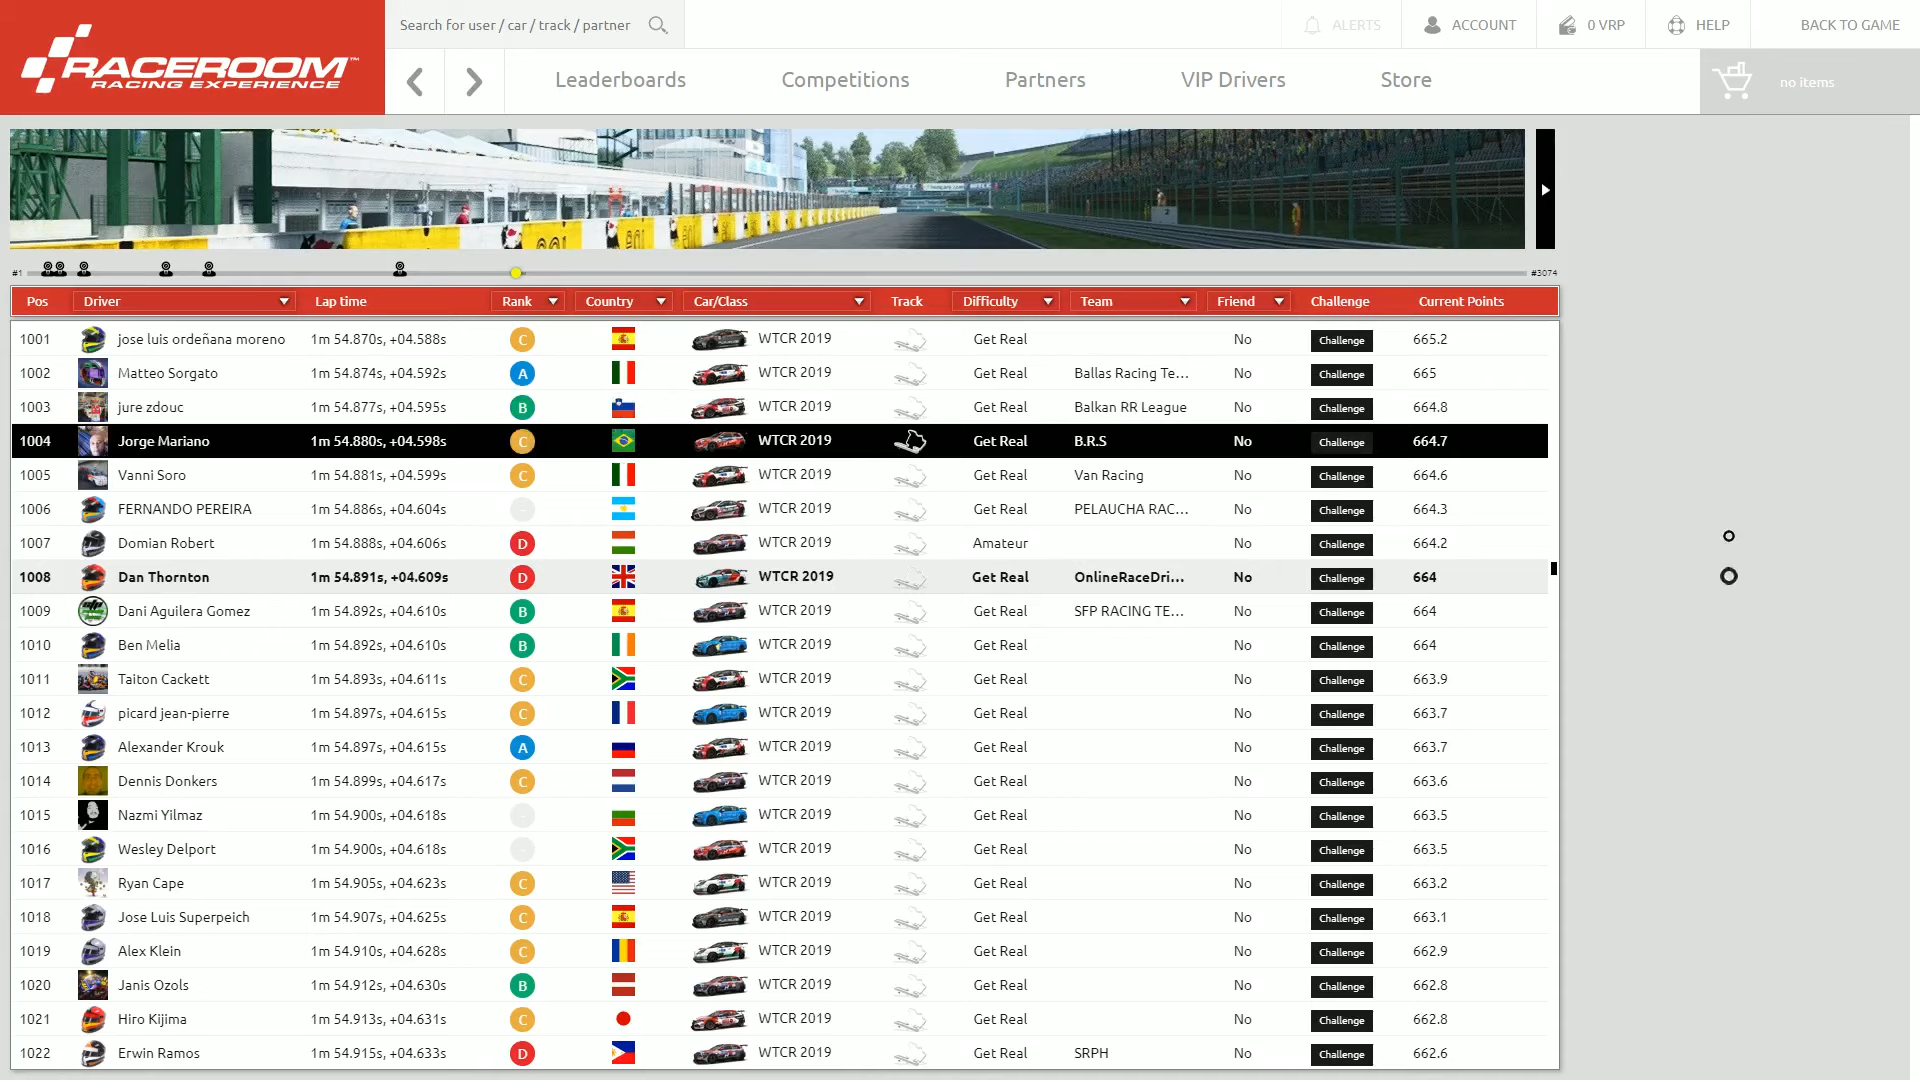 RACEROOM™
RACING EXPERIENCE
Search for user / car / track / partner
ALERTS
ACCOUNT
0 VRP
HELP
BACK TO GAME
Leaderboards
Competitions
Partners
VIP Drivers
Store
no items
#1
#3074
Pos Driver Lap time Rank Country Car/Class Track Difficulty Team Friend Challenge Current Points
1001 jose luis ordeñana moreno 1m 54.870s, +04.588s C WTCR 2019 Get Real No Challenge 665.2
1002 Matteo Sorgato 1m 54.874s, +04.592s A WTCR 2019 Get Real Ballas Racing Te... No Challenge 665
1003 jure zdouc 1m 54.877s, +04.595s B WTCR 2019 Get Real Balkan RR League No Challenge 664.8
1004 Jorge Mariano 1m 54.880s, +04.598s C WTCR 2019 Get Real B.R.S No Challenge 664.7
1005 Vanni Soro 1m 54.881s, +04.599s C WTCR 2019 Get Real Van Racing No Challenge 664.6
1006 FERNANDO PEREIRA 1m 54.886s, +04.604s - WTCR 2019 Get Real PELAUCHA RAC... No Challenge 664.3
1007 Domian Robert 1m 54.888s, +04.606s D WTCR 2019 Amateur No Challenge 664.2
1008 Dan Thornton 1m 54.891s, +04.609s D WTCR 2019 Get Real OnlineRaceDri... No Challenge 664
1009 Dani Aguilera Gomez 1m 54.892s, +04.610s B WTCR 2019 Get Real SFP RACING TE... No Challenge 664
1010 Ben Melia 1m 54.892s, +04.610s B WTCR 2019 Get Real No Challenge 664
1011 Taiton Cackett 1m 54.893s, +04.611s C WTCR 2019 Get Real No Challenge 663.9
1012 picard jean-pierre 1m 54.897s, +04.615s C WTCR 2019 Get Real No Challenge 663.7
1013 Alexander Krouk 1m 54.897s, +04.615s A WTCR 2019 Get Real No Challenge 663.7
1014 Dennis Donkers 1m 54.899s, +04.617s C WTCR 2019 Get Real No Challenge 663.6
1015 Nazmi Yilmaz 1m 54.900s, +04.618s - WTCR 2019 Get Real No Challenge 663.5
1016 Wesley Delport 1m 54.900s, +04.618s - WTCR 2019 Get Real No Challenge 663.5
1017 Ryan Cape 1m 54.905s, +04.623s C WTCR 2019 Get Real No Challenge 663.2
1018 Jose Luis Superpeich 1m 54.907s, +04.625s C WTCR 2019 Get Real No Challenge 663.1
1019 Alex Klein 1m 54.910s, +04.628s C WTCR 2019 Get Real No Challenge 662.9
1020 Janis Ozols 1m 54.912s, +04.630s B WTCR 2019 Get Real No Challenge 662.8
1021 Hiro Kijima 1m 54.913s, +04.631s C WTCR 2019 Get Real No Challenge 662.8
1022 Erwin Ramos 1m 54.915s, +04.633s D WTCR 2019 Get Real SRPH No Challenge 662.6